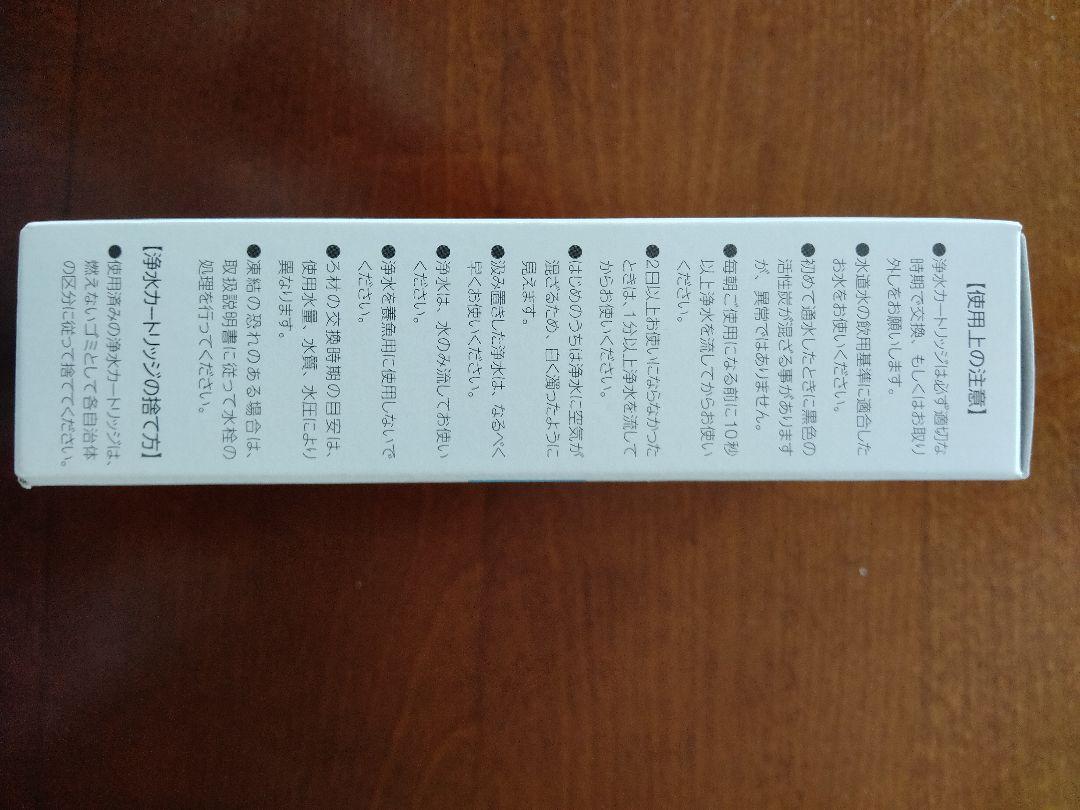 【使用上の注意】
●浄水カートリッジは必ず適切な
時期で交換、もしくはお取り
外しをお願いします。
●水道水の飲用基準に適合した
お水をお使いください。
●初めて通水したときに黒色の
活性炭が混ざる事があります
が、異常ではありません。
●毎朝ご使用になる前に10秒
以上浄水を流してからお使い
ください。
●2日以上お使いにならなかった
ときは、1分以上浄水を流して
からお使いください。
●はじめのうちは浄水に空気が
混ざるため、白く濁ったように
見えます。
●汲み置きした浄水は、なるべく
早くお使いください。
●浄水は、水のみ流してお使い
ください。
●浄水を養魚用に使用しないで
ください。
●ろ材の交換時期の目安は、
使用水量、水質、水圧により
異なります。
●凍結の恐れのある場合は、
取扱説明書に従って水栓の
処理を行ってください。
【浄水カートリッジの捨て方】
●使用済みの浄水カートリッジは、
燃えないゴミとして各自治体
の区分に従って捨ててください。